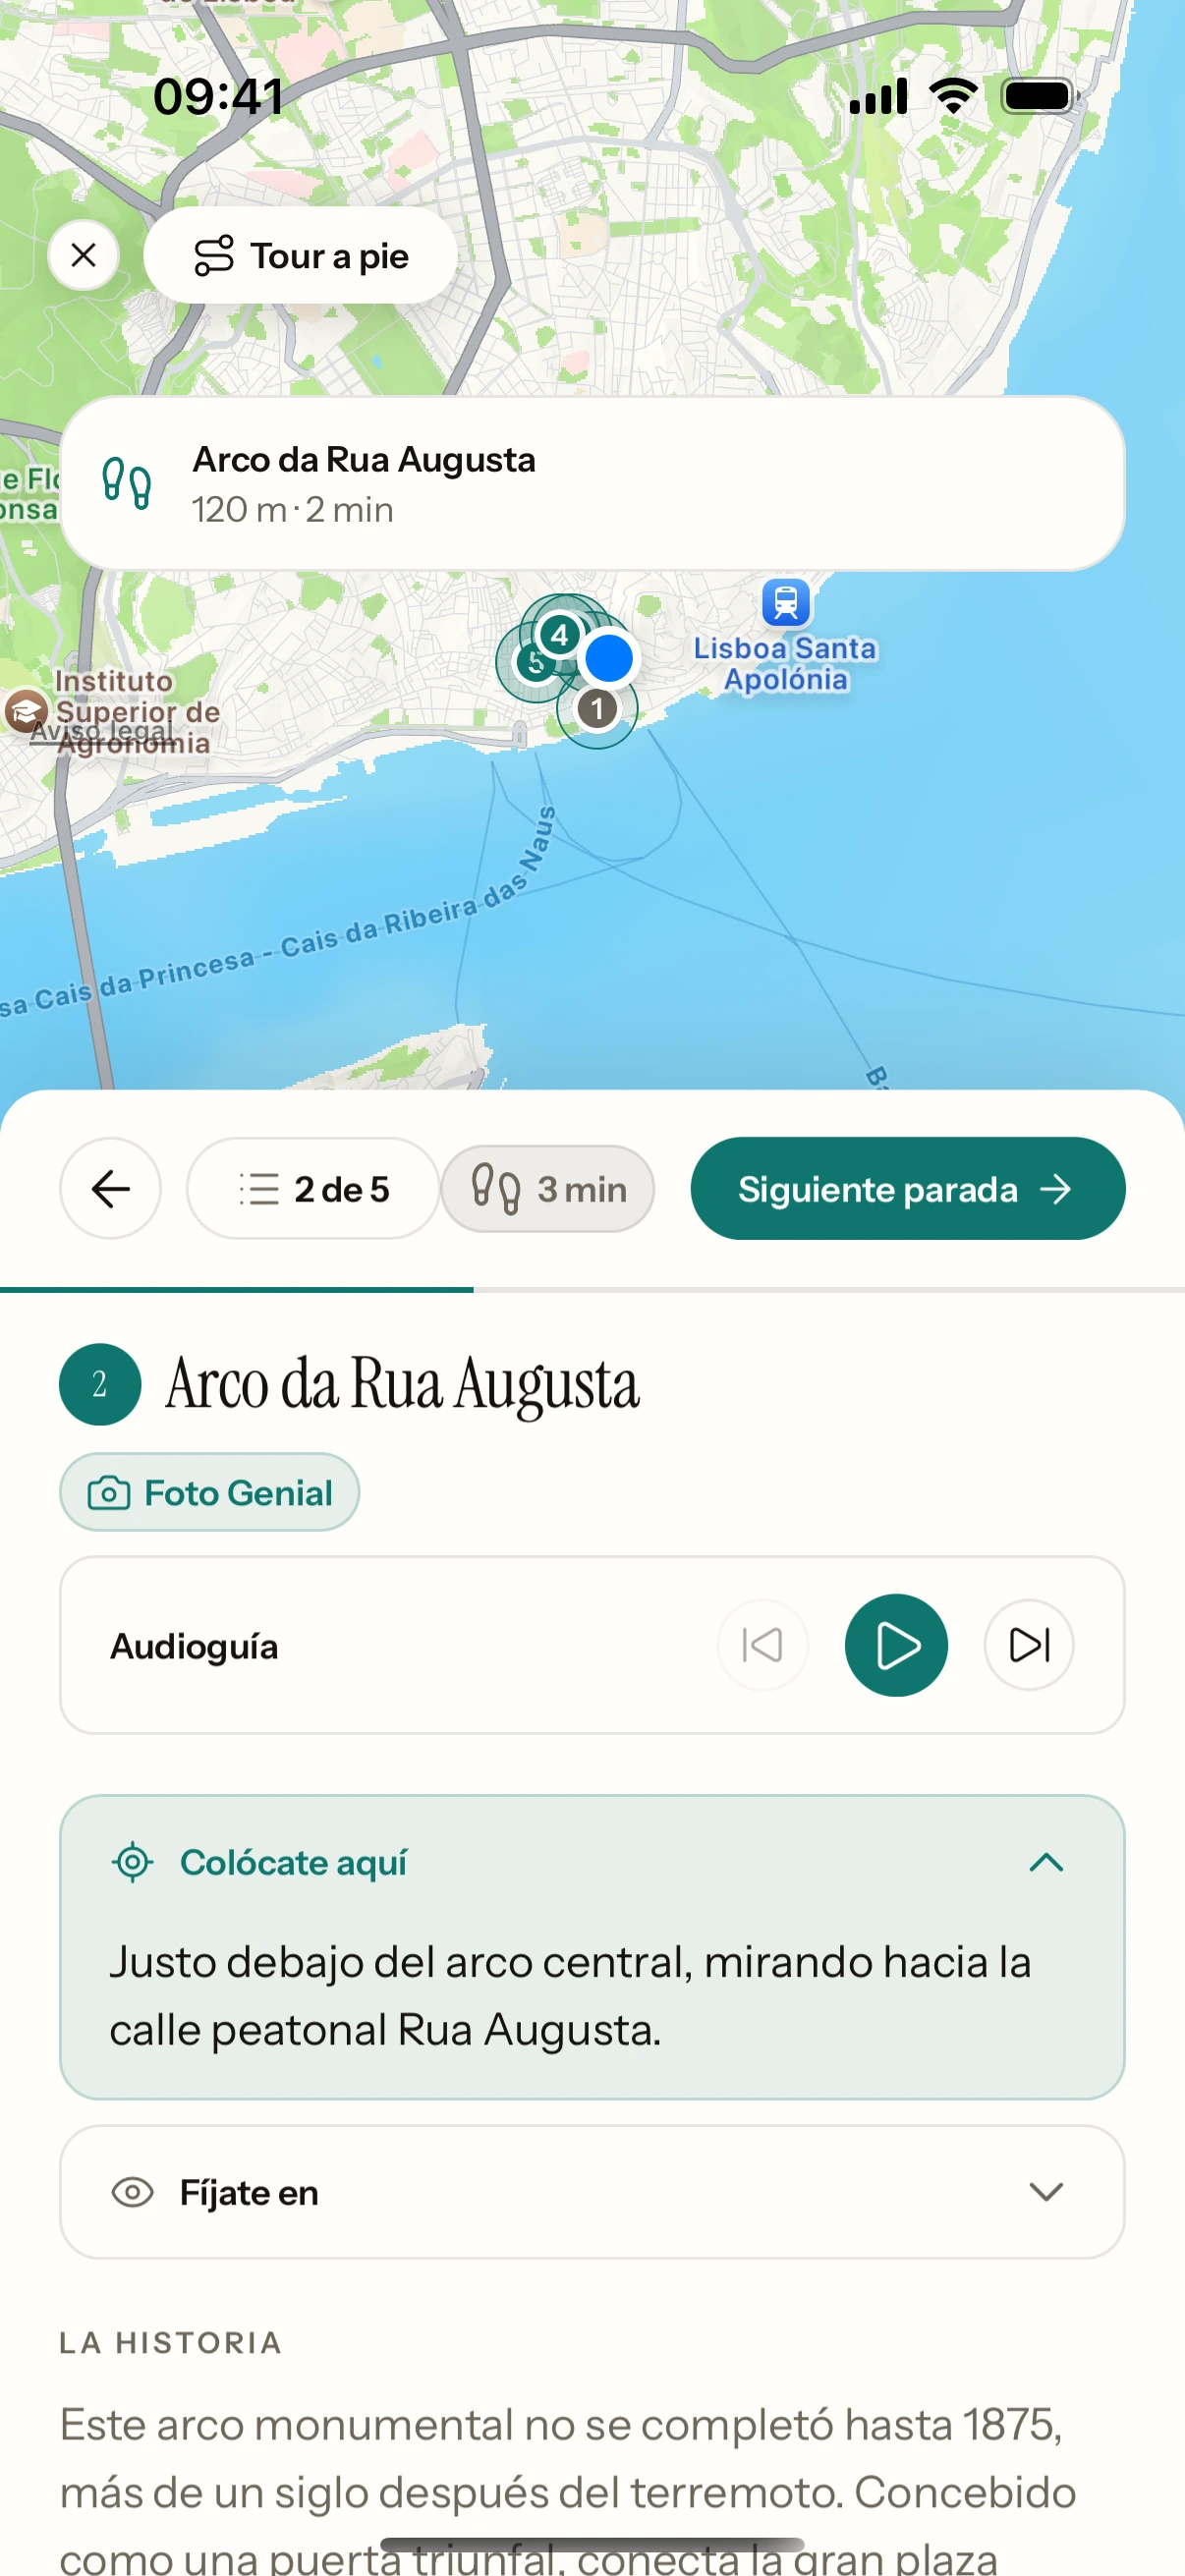 09:41
Tour a pie
Arco da Rua Augusta
120 m · 2 min
4
5
1
Lisboa Santa
Apolónia
Instituto
Superior de
Agronomia
Aviso legal
sa Cais da Princesa - Cais da Ribeira das Naus
2 de 5
3 min
Siguiente parada
2
Arco da Rua Augusta
Foto Genial
Audioguía
Colócate aquí
Justo debajo del arco central, mirando hacia la
calle peatonal Rua Augusta.
Fíjate en
LA HISTORIA
Este arco monumental no se completó hasta 1875,
más de un siglo después del terremoto. Concebido
como una puerta triunfal, conecta la gran plaza